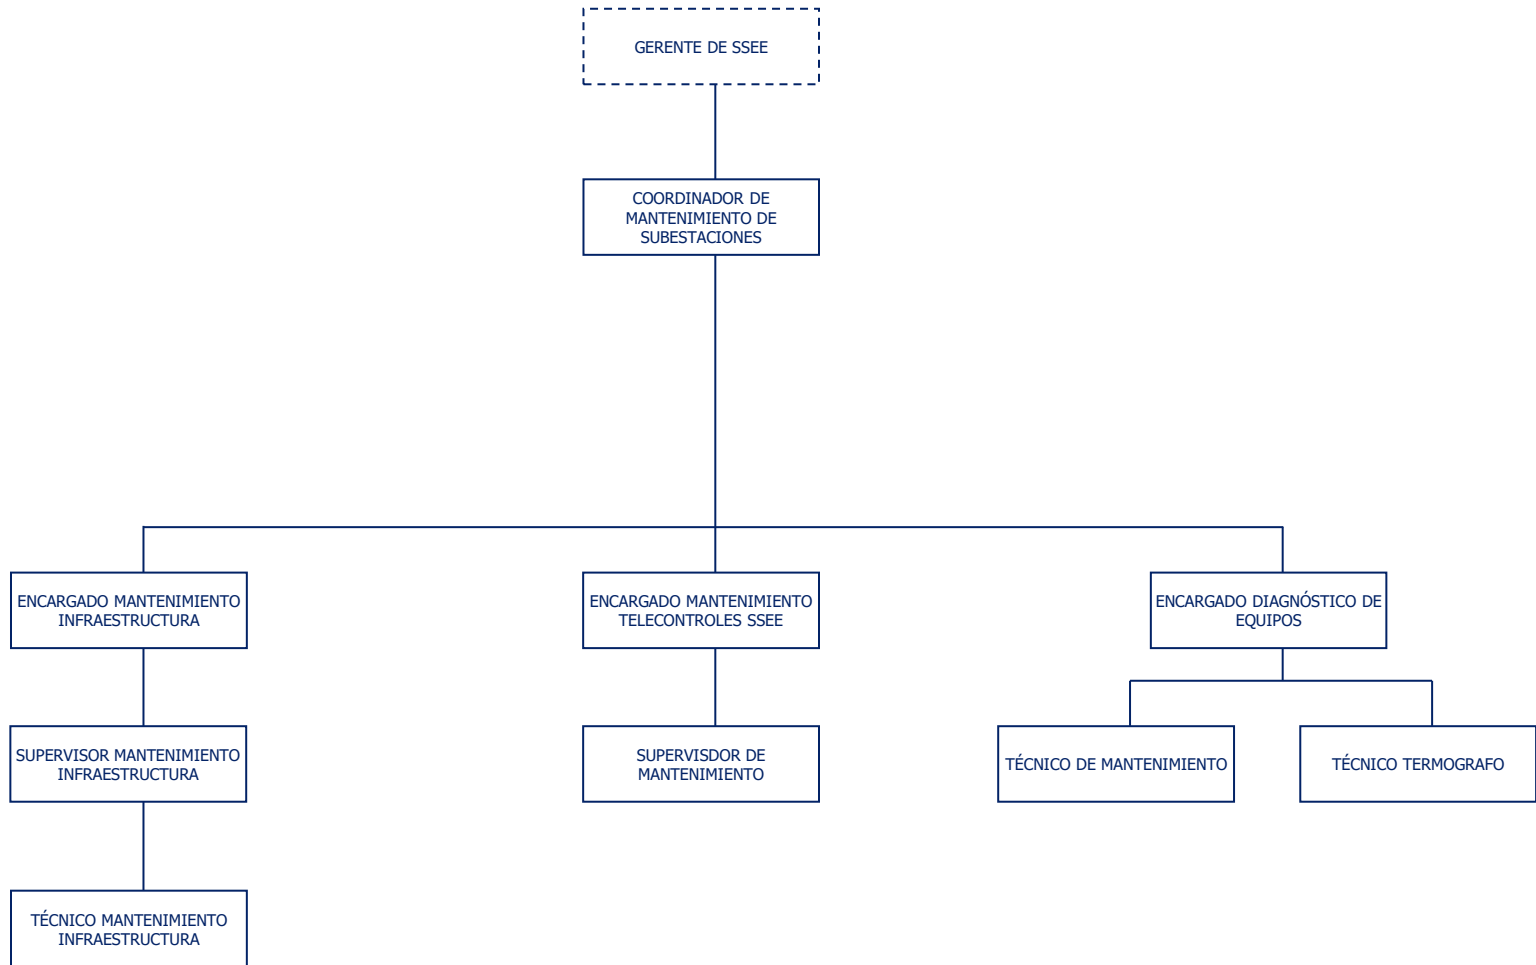 GERENTE DE SSEE
COORDINADOR DE
MANTENIMIENTO DE
SUBESTACIONES
ENCARGADO MANTENIMIENTO
INFRAESTRUCTURA
ENCARGADO MANTENIMIENTO
TELECONTROLES SSEE
ENCARGADO DIAGNÓSTICO DE
EQUIPOS
SUPERVISOR MANTENIMIENTO
INFRAESTRUCTURA
SUPERVISDOR DE
MANTENIMIENTO
TÉCNICO DE MANTENIMIENTO
TÉCNICO TERMOGRAFO
TÉCNICO MANTENIMIENTO
INFRAESTRUCTURA